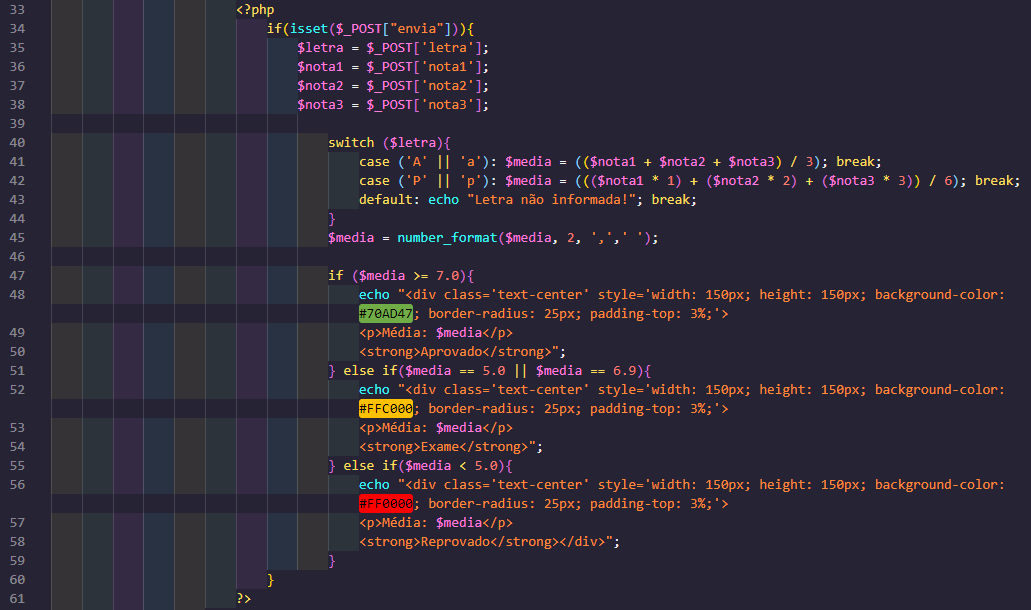 33 <?php
34 if(isset($_POST["envia"])){
35 $letra = $_POST['letra'];
36 $nota1 = $_POST['nota1'];
37 $nota2 = $_POST['nota2'];
38 $nota3 = $_POST['nota3'];
39
40 switch ($letra){
41 case ('A' || 'a'): $media = (($nota1 + $nota2 + $nota3) / 3); break;
42 case ('P' || 'p'): $media = ((($nota1 * 1) + ($nota2 * 2) + ($nota3 * 3)) / 6); break;
43 default: echo "Letra não informada!"; break;
44 }
45 $media = number_format($media, 2, ',',' ');
46
47 if ($media >= 7.0){
48 echo "<div class='text-center' style='width: 150px; height: 150px; background-color:
#70AD47; border-radius: 25px; padding-top: 3%;'>
49 <p>Média: $media</p>
50 <strong>Aprovado</strong>";
51 } else if($media == 5.0 || $media == 6.9){
52 echo "<div class='text-center' style='width: 150px; height: 150px; background-color:
#FFC000; border-radius: 25px; padding-top: 3%;'>
53 <p>Média: $media</p>
54 <strong>Exame</strong>";
55 } else if($media < 5.0){
56 echo "<div class='text-center' style='width: 150px; height: 150px; background-color:
#FF0000; border-radius: 25px; padding-top: 3%;'>
57 <p>Média: $media</p>
58 <strong>Reprovado</strong></div>";
59 }
60 }
61 ?>